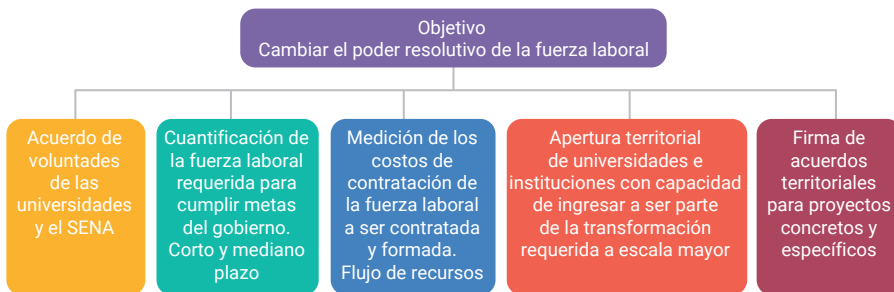 Objetivo
Cambiar el poder resolutivo de la fuerza laboral
Acuerdo de
voluntades
de las
universidades
y el SENA
Cuantificación de
la fuerza laboral
requerida para
cumplir metas
del gobierno.
Corto y mediano
plazo
Medición de los
costos de
contratación de
la fuerza laboral
a ser contratada
y formada.
Flujo de recursos
Apertura territorial
de universidades e
instituciones con capacidad
de ingresar a ser parte
de la transformación
requerida a escala mayor
Firma de
acuerdos
territoriales
para proyectos
concretos y
específicos